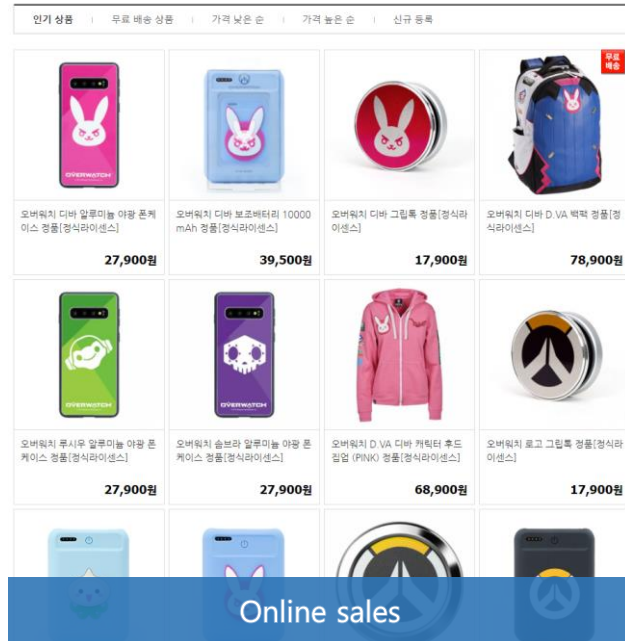 인기 상품 무료 배송 상품 가격 낮은 순 가격 높은 순 신규 등록
무료
배송
OVERWATCH
오버워치 디바 알루미늄 야광 폰케
이스 정품[정식라이센스]
27,900원
오버워치 디바 보조배터리 10000
mAh 정품[정식라이센스]
39,500원
오버워치 디바 그립톡 정품[정식라
이센스]
17,900원
오버워치 디바 D.VA 백팩 정품[정
식라이센스]
78,900원
OVERWATCH
OVERWATCH
오버워치 루시우 알루미늄 야광 폰
케이스 정품[정식라이센스]
27,900원
오버워치 솜브라 알루미늄 야광 폰
케이스 정품[정식라이센스]
27,900원
오버워치 D.VA 디바 캐릭터 후드
집업 (PINK) 정품[정식라이센스]
68,900원
오버워치 로고 그립톡 정품[정식라
이센스]
17,900원
Online sales